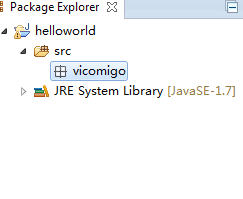 Package Explorer
helloworld
src
vicomigo
JRE System Library [JavaSE-1.7]